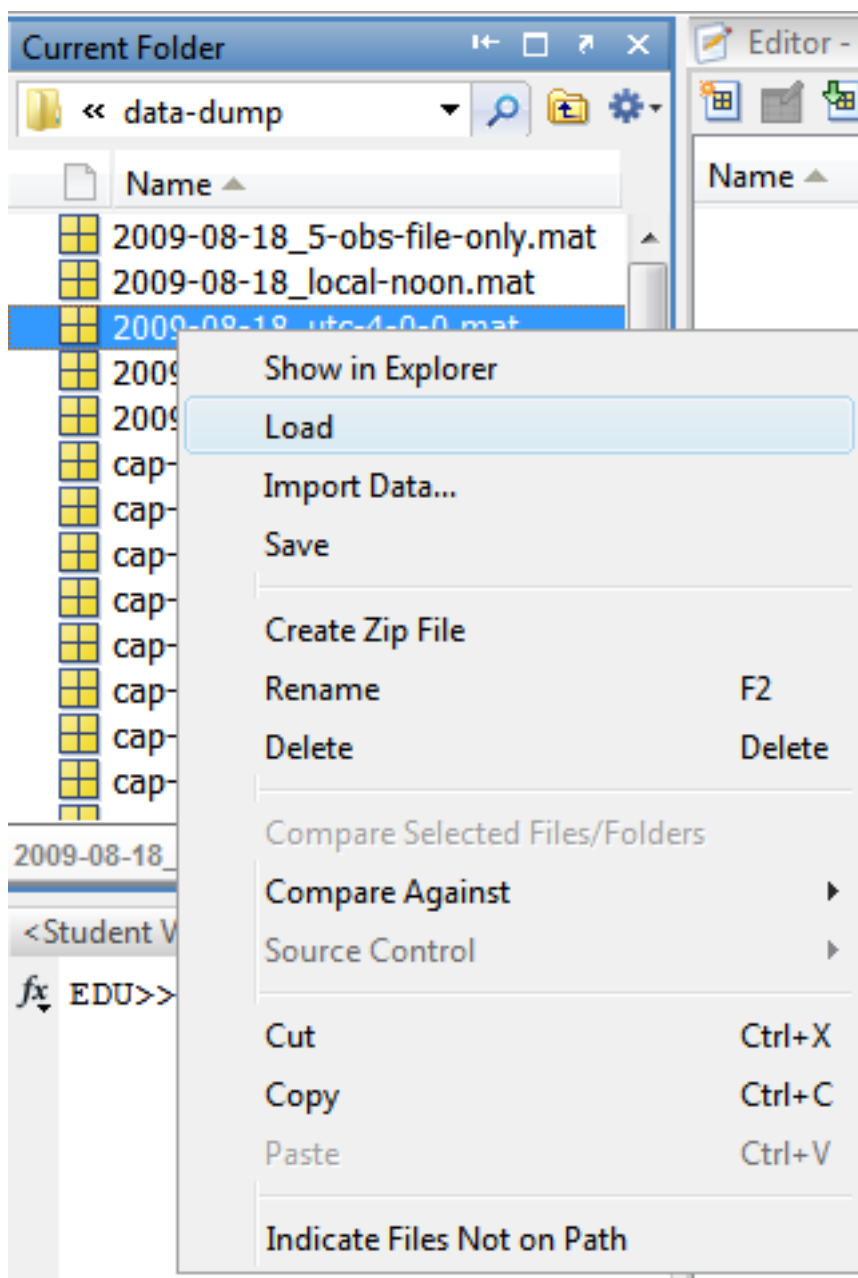 Current Folder
Editor -
« data-dump
Name
Name
2009-08-18_5-obs-file-only.mat
2009-08-18_local-noon.mat
2009-08-18_utc-4-0-0.mat
Show in Explorer
Load
Import Data...
Save
Create Zip File
Rename F2
Delete Delete
Compare Selected Files/Folders
Compare Against
Source Control
Cut Ctrl+X
Copy Ctrl+C
Paste Ctrl+V
Indicate Files Not on Path
2009
2009
cap-
cap-
cap-
cap-
cap-
cap-
cap-
cap-
2009-08-18_
<Student V
fx EDU>>